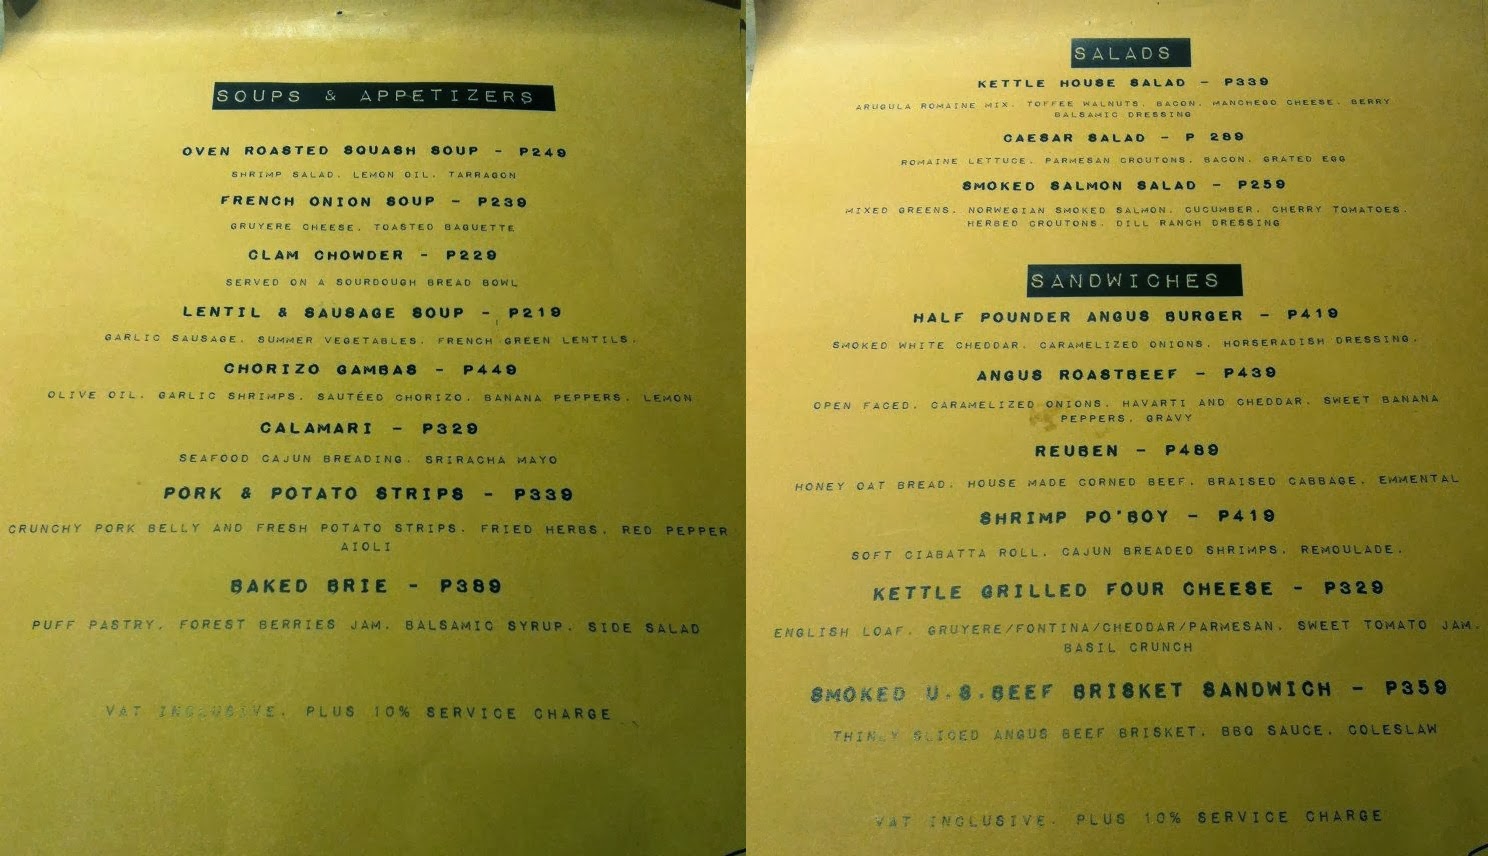 SOUPS & APPETIZERS
OVEN ROASTED SQUASH SOUP - P249
SHRIMP SALAD. LEMON OIL. TARRAGON
FRENCH ONION SOUP - P239
GRUYERE CHEESE. TOASTED BAGUETTE
CLAM CHOWDER - P229
SERVED ON A SOURDOUGH BREAD BOWL
LENTIL & SAUSAGE SOUP - P219
GARLIC SAUSAGE. SUMMER VEGETABLES. FRENCH GREEN LENTILS.
CHORIZO GAMBAS - P449
OLIVE OIL. GARLIC SHRIMPS. SAUTÉED CHORIZO. BANANA PEPPERS. LEMON
CALAMARI - P329
SEAFOOD CAJUN BREADING. SRIRACHA MAYO
PORK & POTATO STRIPS - P339
CRUNCHY PORK BELLY AND FRESH POTATO STRIPS. FRIED HERBS. RED PEPPER
AIOLI
BAKED BRIE - P389
PUFF PASTRY. FOREST BERRIES JAM. BALSAMIC SYRUP. SIDE SALAD
VAT INCLUSIVE. PLUS 10% SERVICE CHARGE
SALADS
KETTLE HOUSE SALAD - P339
ARUGULA ROMAINE MIX. TOFFEE WALNUTS. BACON. MANCHEGO CHEESE. BERRY
BALSAMIC DRESSING
CAESAR SALAD - P 289
ROMAINE LETTUCE. PARMESAN CROUTONS. BACON. GRATED EGG
SMOKED SALMON SALAD - P259
MIXED GREENS. NORWEGIAN SMOKED SALMON. CUCUMBER. CHERRY TOMATOES.
HERBED CROUTONS. DILL RANCH DRESSING
SANDWICHES
HALF POUNDER ANGUS BURGER - P419
SMOKED WHITE CHEDDAR. CARAMELIZED ONIONS. HORSERADISH DRESSING.
ANGUS ROASTBEEF - P439
OPEN FACED. CARAMELIZED ONIONS. HAVARTI AND CHEDDAR. SWEET BANANA
PEPPERS. GRAVY
REUBEN - P489
HONEY OAT BREAD. HOUSE MADE CORNED BEEF. BRAISED CABBAGE. EMMENTAL
SHRIMP PO'BOY - P419
SOFT CIABATTA ROLL. CAJUN BREADED SHRIMPS. REMOULADE.
KETTLE GRILLED FOUR CHEESE - P329
ENGLISH LOAF. GRUYERE/FONTINA/CHEDDAR/PARMESAN. SWEET TOMATO JAM.
BASIL CRUNCH
SMOKED U.S.BEEF BRISKET SANDWICH - P359
THINLY SLICED ANGUS BEEF BRISKET. BBQ SAUCE. COLESLAW
VAT INCLUSIVE. PLUS 10% SERVICE CHARGE